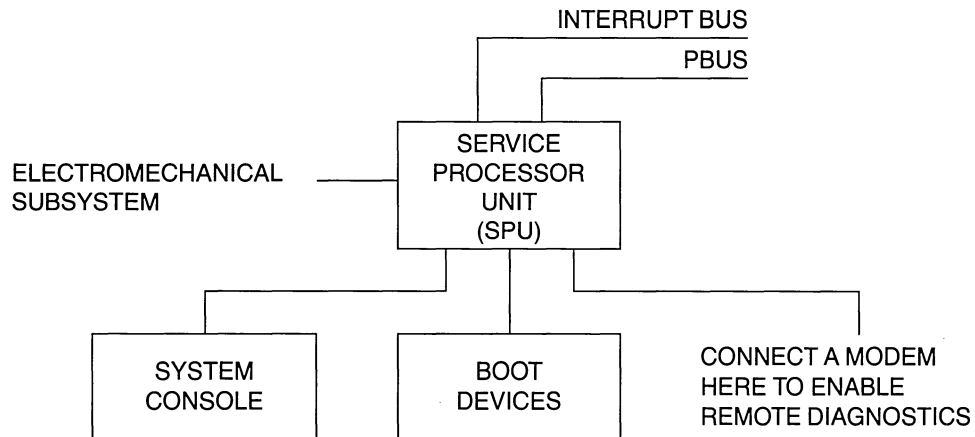 INTERRUPT BUS
PBUS
SERVICE
PROCESSOR
UNIT
(SPU)
ELECTROMECHANICAL
SUBSYSTEM
SYSTEM
CONSOLE
BOOT
DEVICES
CONNECT A MODEM
HERE TO ENABLE
REMOTE DIAGNOSTICS